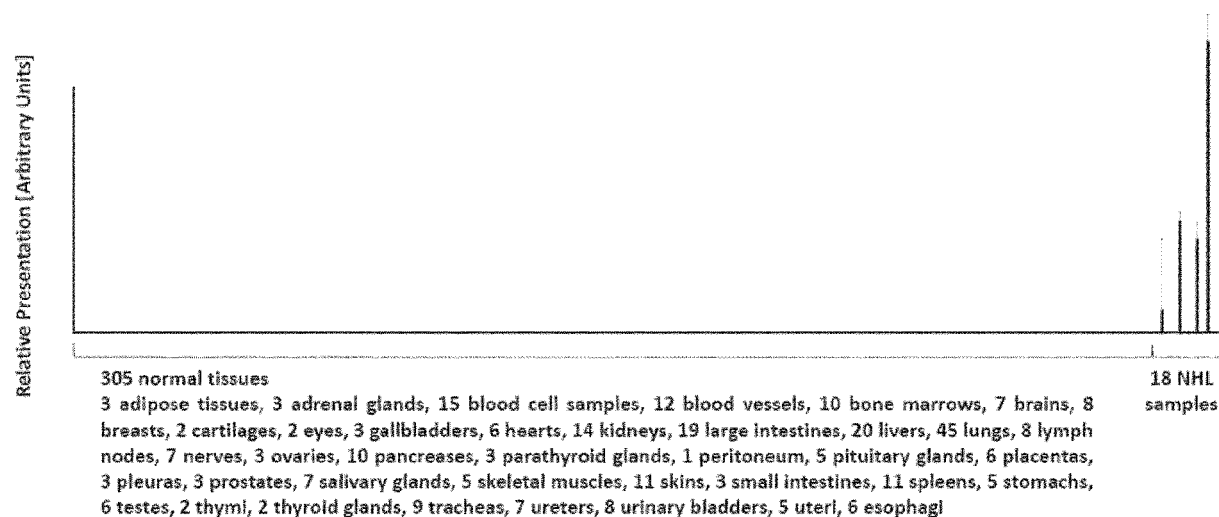 Relative Presentation [Arbitrary Units]
305 normal tissues
3 adipose tissues, 3 adrenal glands, 15 blood cell samples, 12 blood vessels, 10 bone marrows, 7 brains, 8
breasts, 2 cartilages, 2 eyes, 3 gallbladders, 6 hearts, 14 kidneys, 19 large intestines, 20 livers, 45 lungs, 8 lymph
nodes, 7 nerves, 3 ovaries, 10 pancreases, 3 parathyroid glands, 1 peritoneum, 5 pituitary glands, 6 placentas,
3 pleuras, 3 prostates, 7 salivary glands, 5 skeletal muscles, 11 skins, 3 small intestines, 11 spleens, 5 stomachs,
6 testes, 2 thymi, 2 thyroid glands, 9 tracheas, 7 ureters, 8 urinary bladders, 5 uteri, 6 esophagi
18 NHL
samples